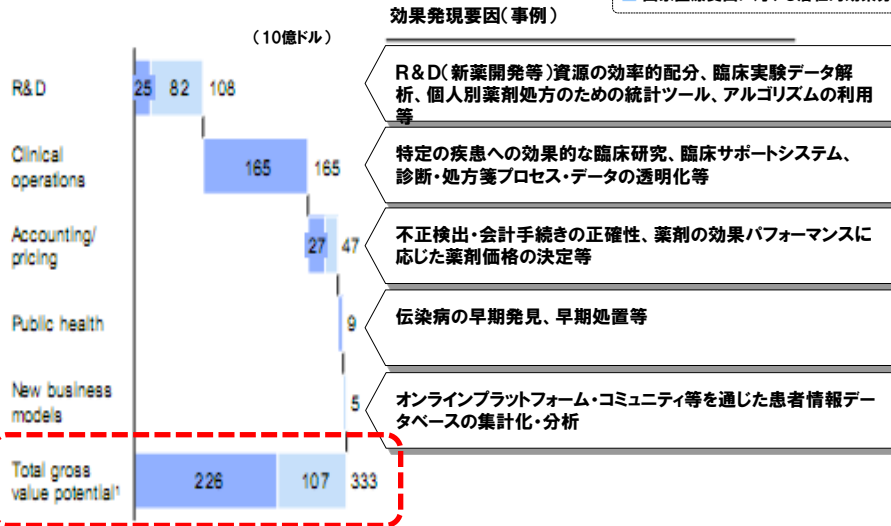 効果発現要因(事例)
(10億ドル)
R&D
25 82 108
R&D(新薬開発等)資源の効率的配分、臨床実験データ解
析、個人別薬剤処方のための統計ツール、アルゴリズムの利用
等
Clinical
operations
165 165
特定の疾患への効果的な臨床研究、臨床サポートシステム、
診断・処方箋プロセス・データの透明化等
Accounting/
pricing
27 47
不正検出・会計手続きの正確性、薬剤の効果パフォーマンスに
応じた薬剤価格の決定等
Public health
9
伝染病の早期発見、早期処置等
New business
models
5
オンラインプラットフォーム・コミュニティ等を通じた患者情報デー
タベースの集計化・分析
Total gross
value potential¹
226 107 333